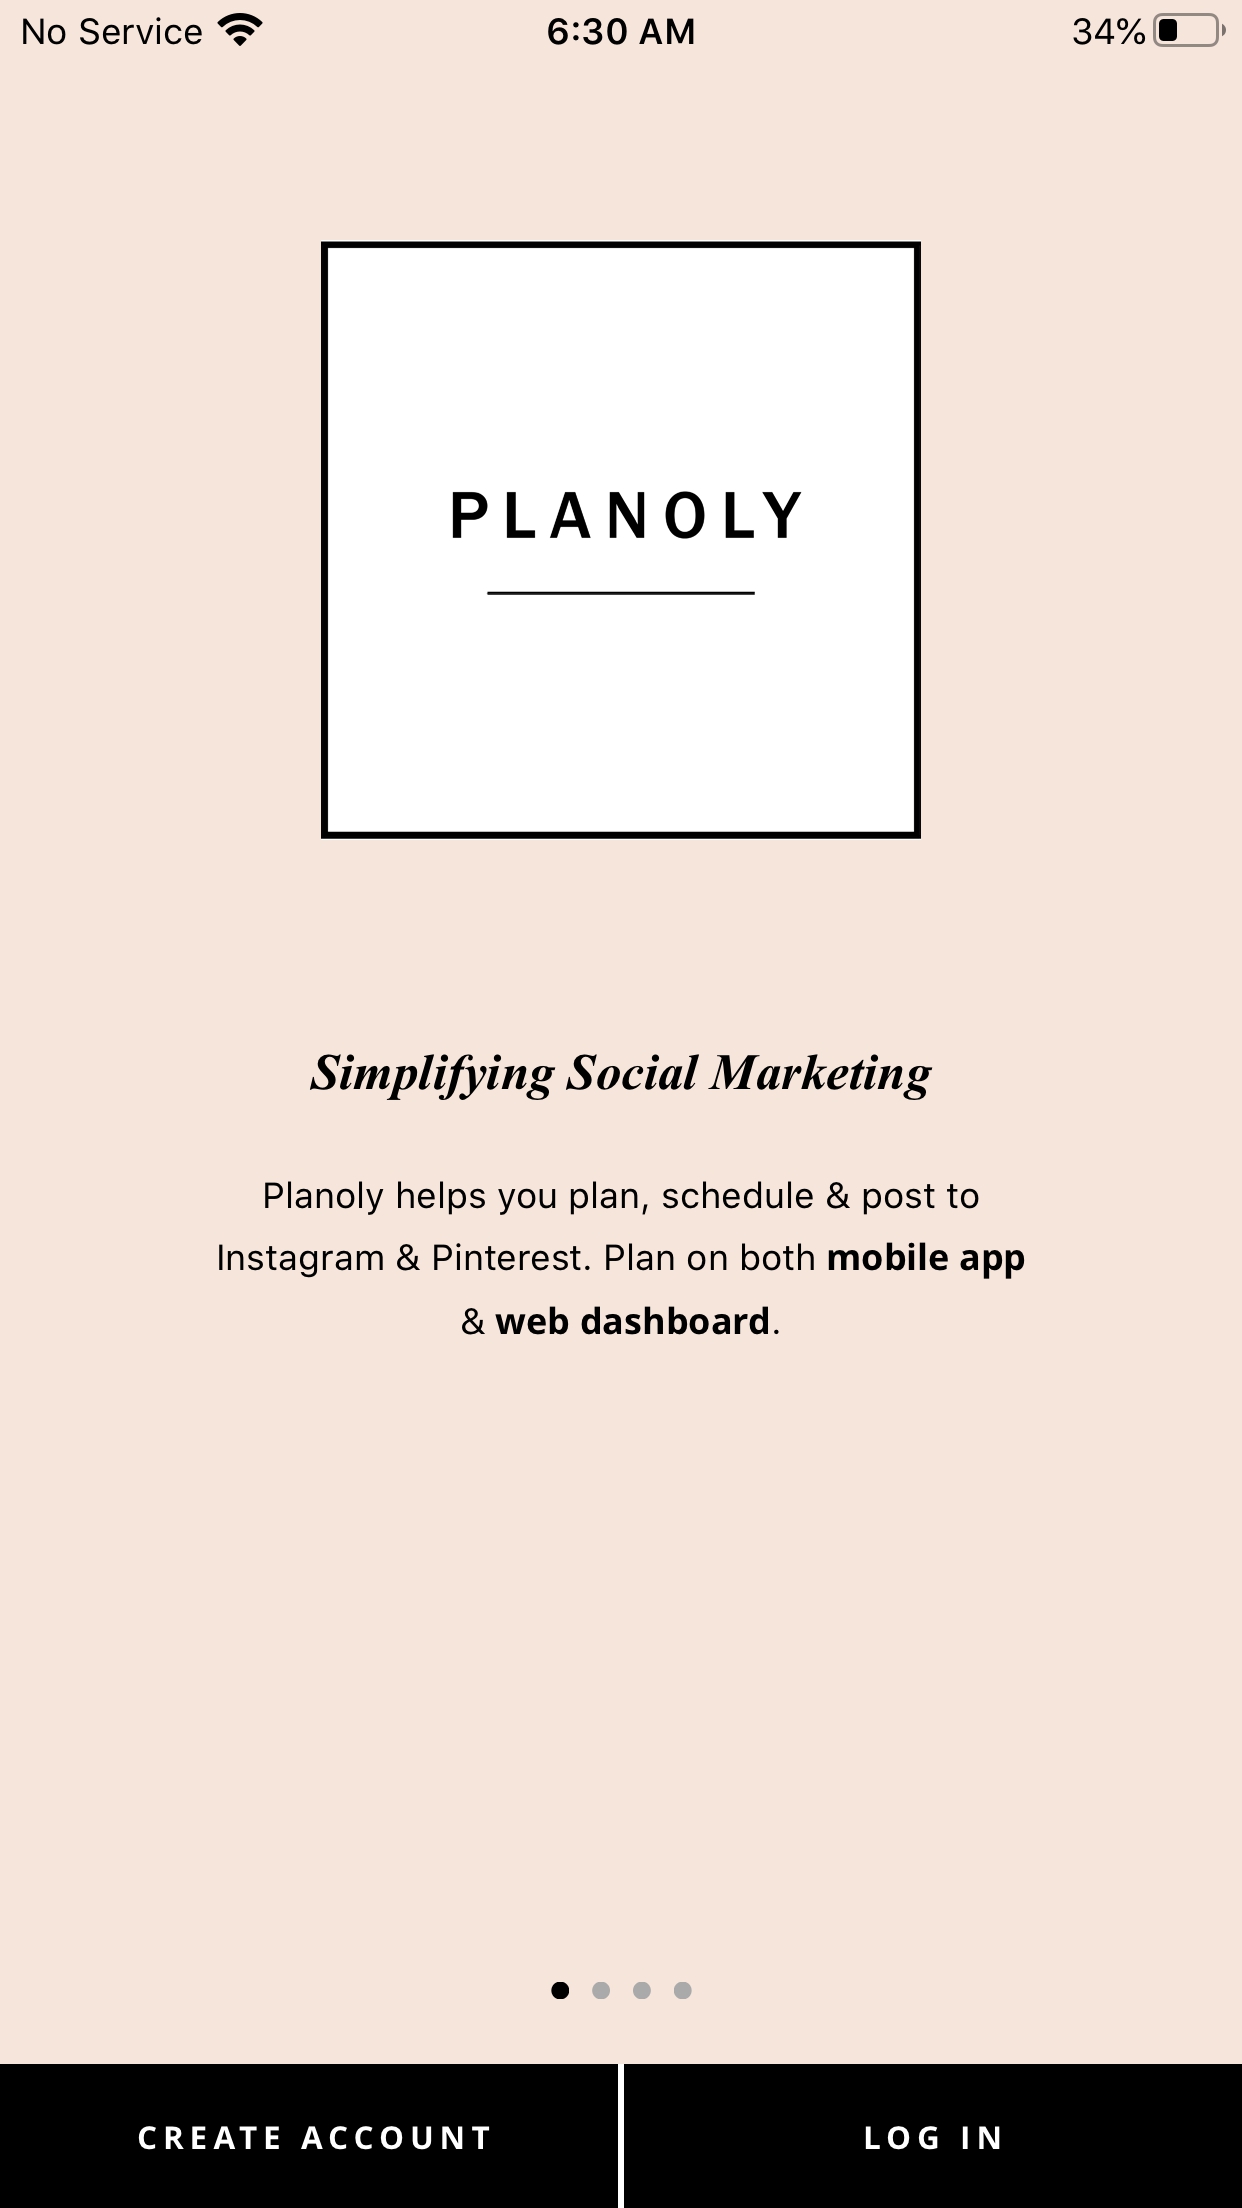 No Service 6:30 AM 34%
PLANOLY
Simplifying Social Marketing
Planoly helps you plan, schedule & post to
Instagram & Pinterest. Plan on both mobile app
& web dashboard.
CREATE ACCOUNT LOG IN